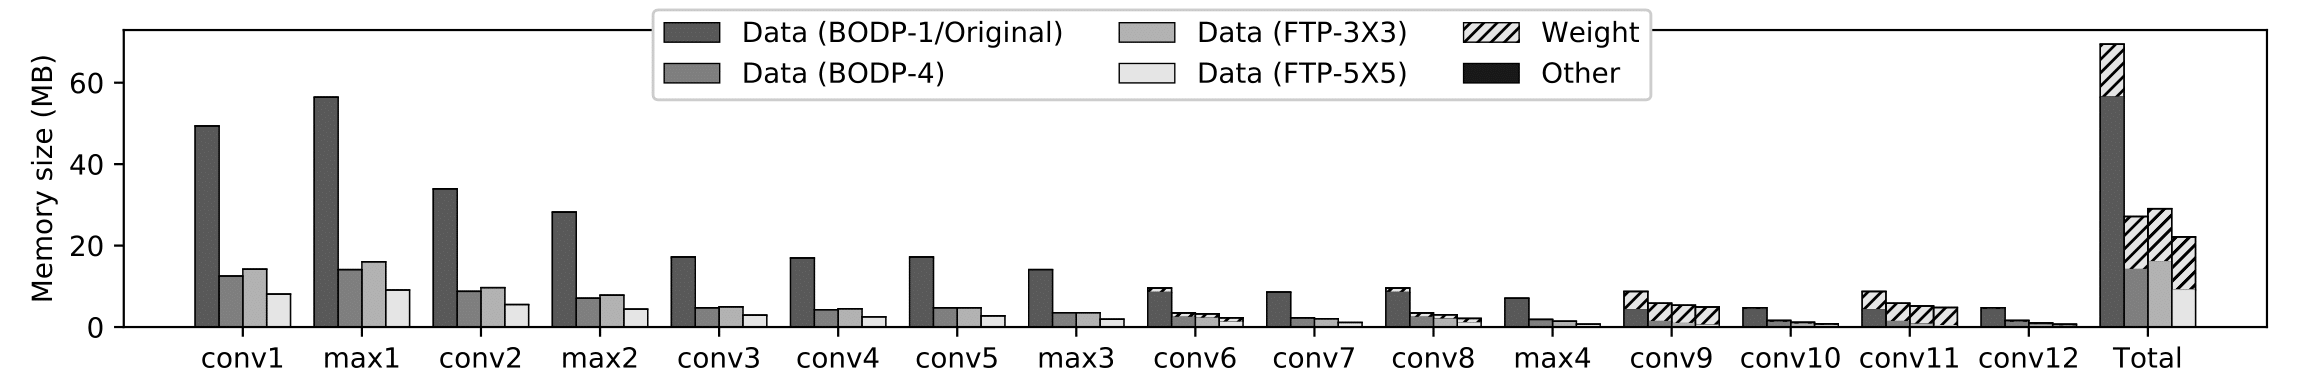 Data (BODP-1/Original)
Data (BODP-4)
Data (FTP-3X3)
Data (FTP-5X5)
Weight
Other
Memory size (MB)
60
40
20
0
conv1 max1 conv2 max2 conv3 conv4 conv5 max3 conv6 conv7 conv8 max4 conv9 conv10 conv11 conv12 Total